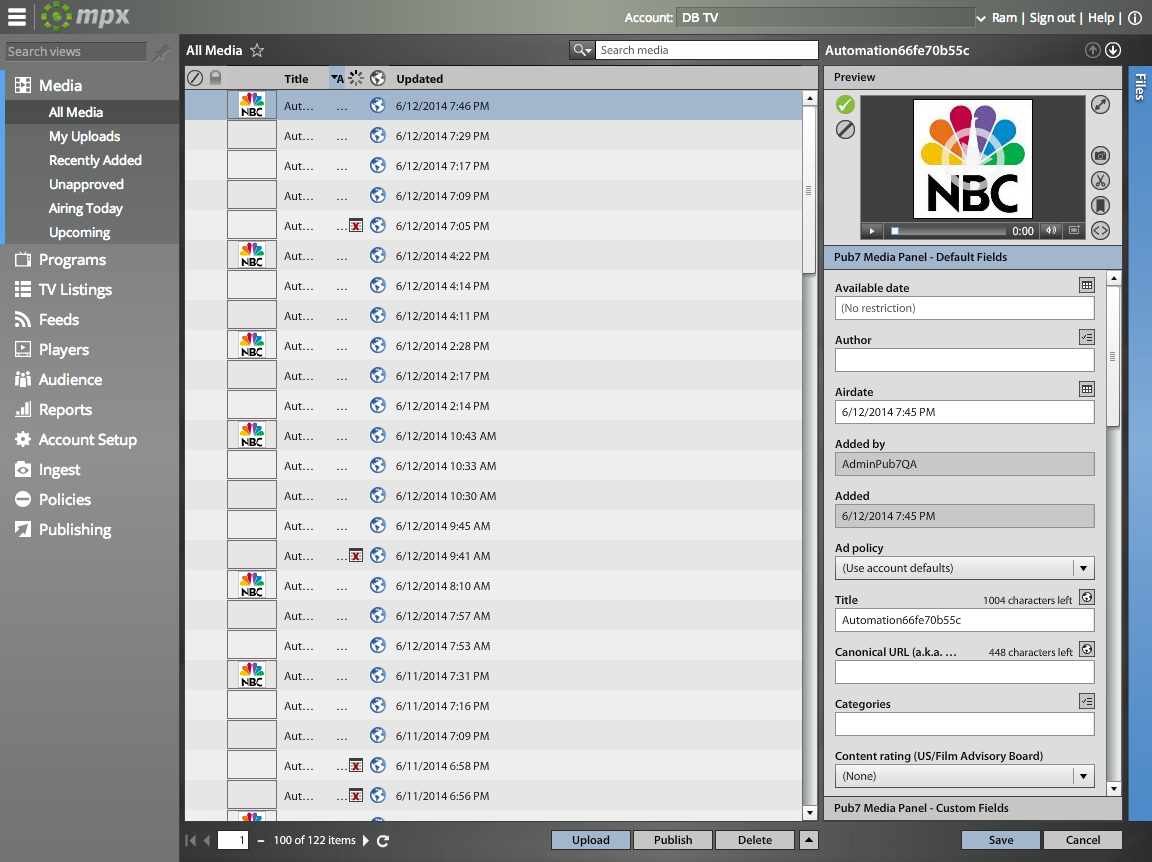 mpx
Account: DB TV
Ram | Sign out | Help |
Search views
Media
All Media
My Uploads
Recently Added
Unapproved
Airing Today
Upcoming
Programs
TV Listings
Feeds
Players
Audience
Reports
Account Setup
Ingest
Policies
Publishing
All Media
Search media
Title A Updated
NBC Aut... ... 6/12/2014 7:46 PM
Aut... ... 6/12/2014 7:29 PM
Aut... ... 6/12/2014 7:17 PM
Aut... ... 6/12/2014 7:09 PM
Aut... ... 6/12/2014 7:05 PM
NBC Aut... ... 6/12/2014 4:22 PM
Aut... ... 6/12/2014 4:14 PM
Aut... ... 6/12/2014 4:11 PM
NBC Aut... ... 6/12/2014 2:28 PM
Aut... ... 6/12/2014 2:17 PM
Aut... ... 6/12/2014 2:14 PM
NBC Aut... ... 6/12/2014 10:43 AM
Aut... ... 6/12/2014 10:33 AM
Aut... ... 6/12/2014 10:30 AM
Aut... ... 6/12/2014 9:45 AM
Aut... ... 6/12/2014 9:41 AM
NBC Aut... ... 6/12/2014 8:10 AM
Aut... ... 6/12/2014 7:57 AM
Aut... ... 6/12/2014 7:53 AM
NBC Aut... ... 6/11/2014 7:31 PM
Aut... ... 6/11/2014 7:16 PM
Aut... ... 6/11/2014 7:09 PM
Aut... ... 6/11/2014 6:58 PM
Aut... ... 6/11/2014 6:56 PM
1 – 100 of 122 items
Upload
Publish
Delete
Automation66fe70b55c
Preview
NBC
0:00
Pub7 Media Panel - Default Fields
Available date
(No restriction)
Author
Airdate
6/12/2014 7:45 PM
Added by
AdminPub7QA
Added
6/12/2014 7:45 PM
Ad policy
(Use account defaults)
Title 1004 characters left
Automation66fe70b55c
Canonical URL (a.k.a. ... 448 characters left
Categories
Content rating (US/Film Advisory Board)
(None)
Pub7 Media Panel - Custom Fields
Save
Cancel
Files